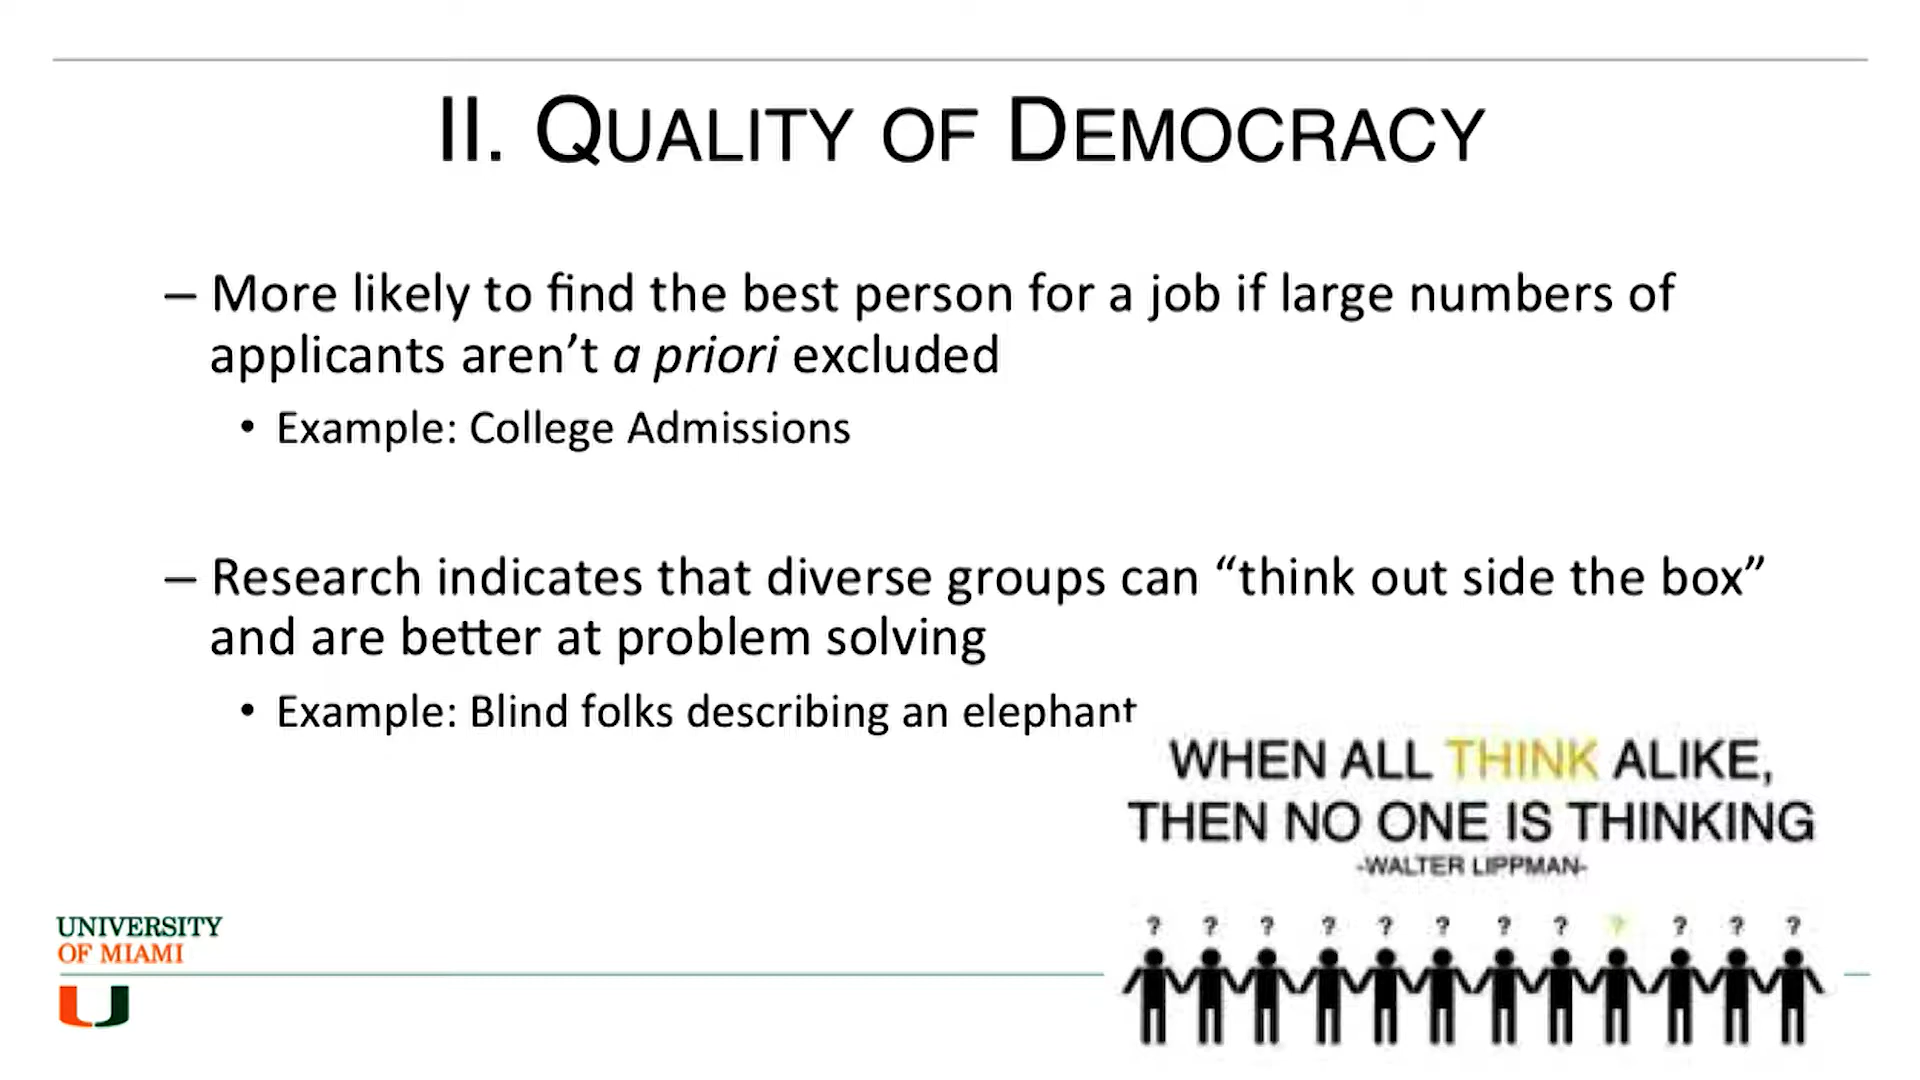 II. QUALITY OF DEMOCRACY
– More likely to find the best person for a job if large numbers of
applicants aren’t a priori excluded
• Example: College Admissions
– Research indicates that diverse groups can “think out side the box”
and are better at problem solving
• Example: Blind folks describing an elephant
WHEN ALL THINK ALIKE,
THEN NO ONE IS THINKING
-WALTER LIPPMAN-
? ? ? ? ? ? ? ? ? ? ? ?
UNIVERSITY
OF MIAMI
U